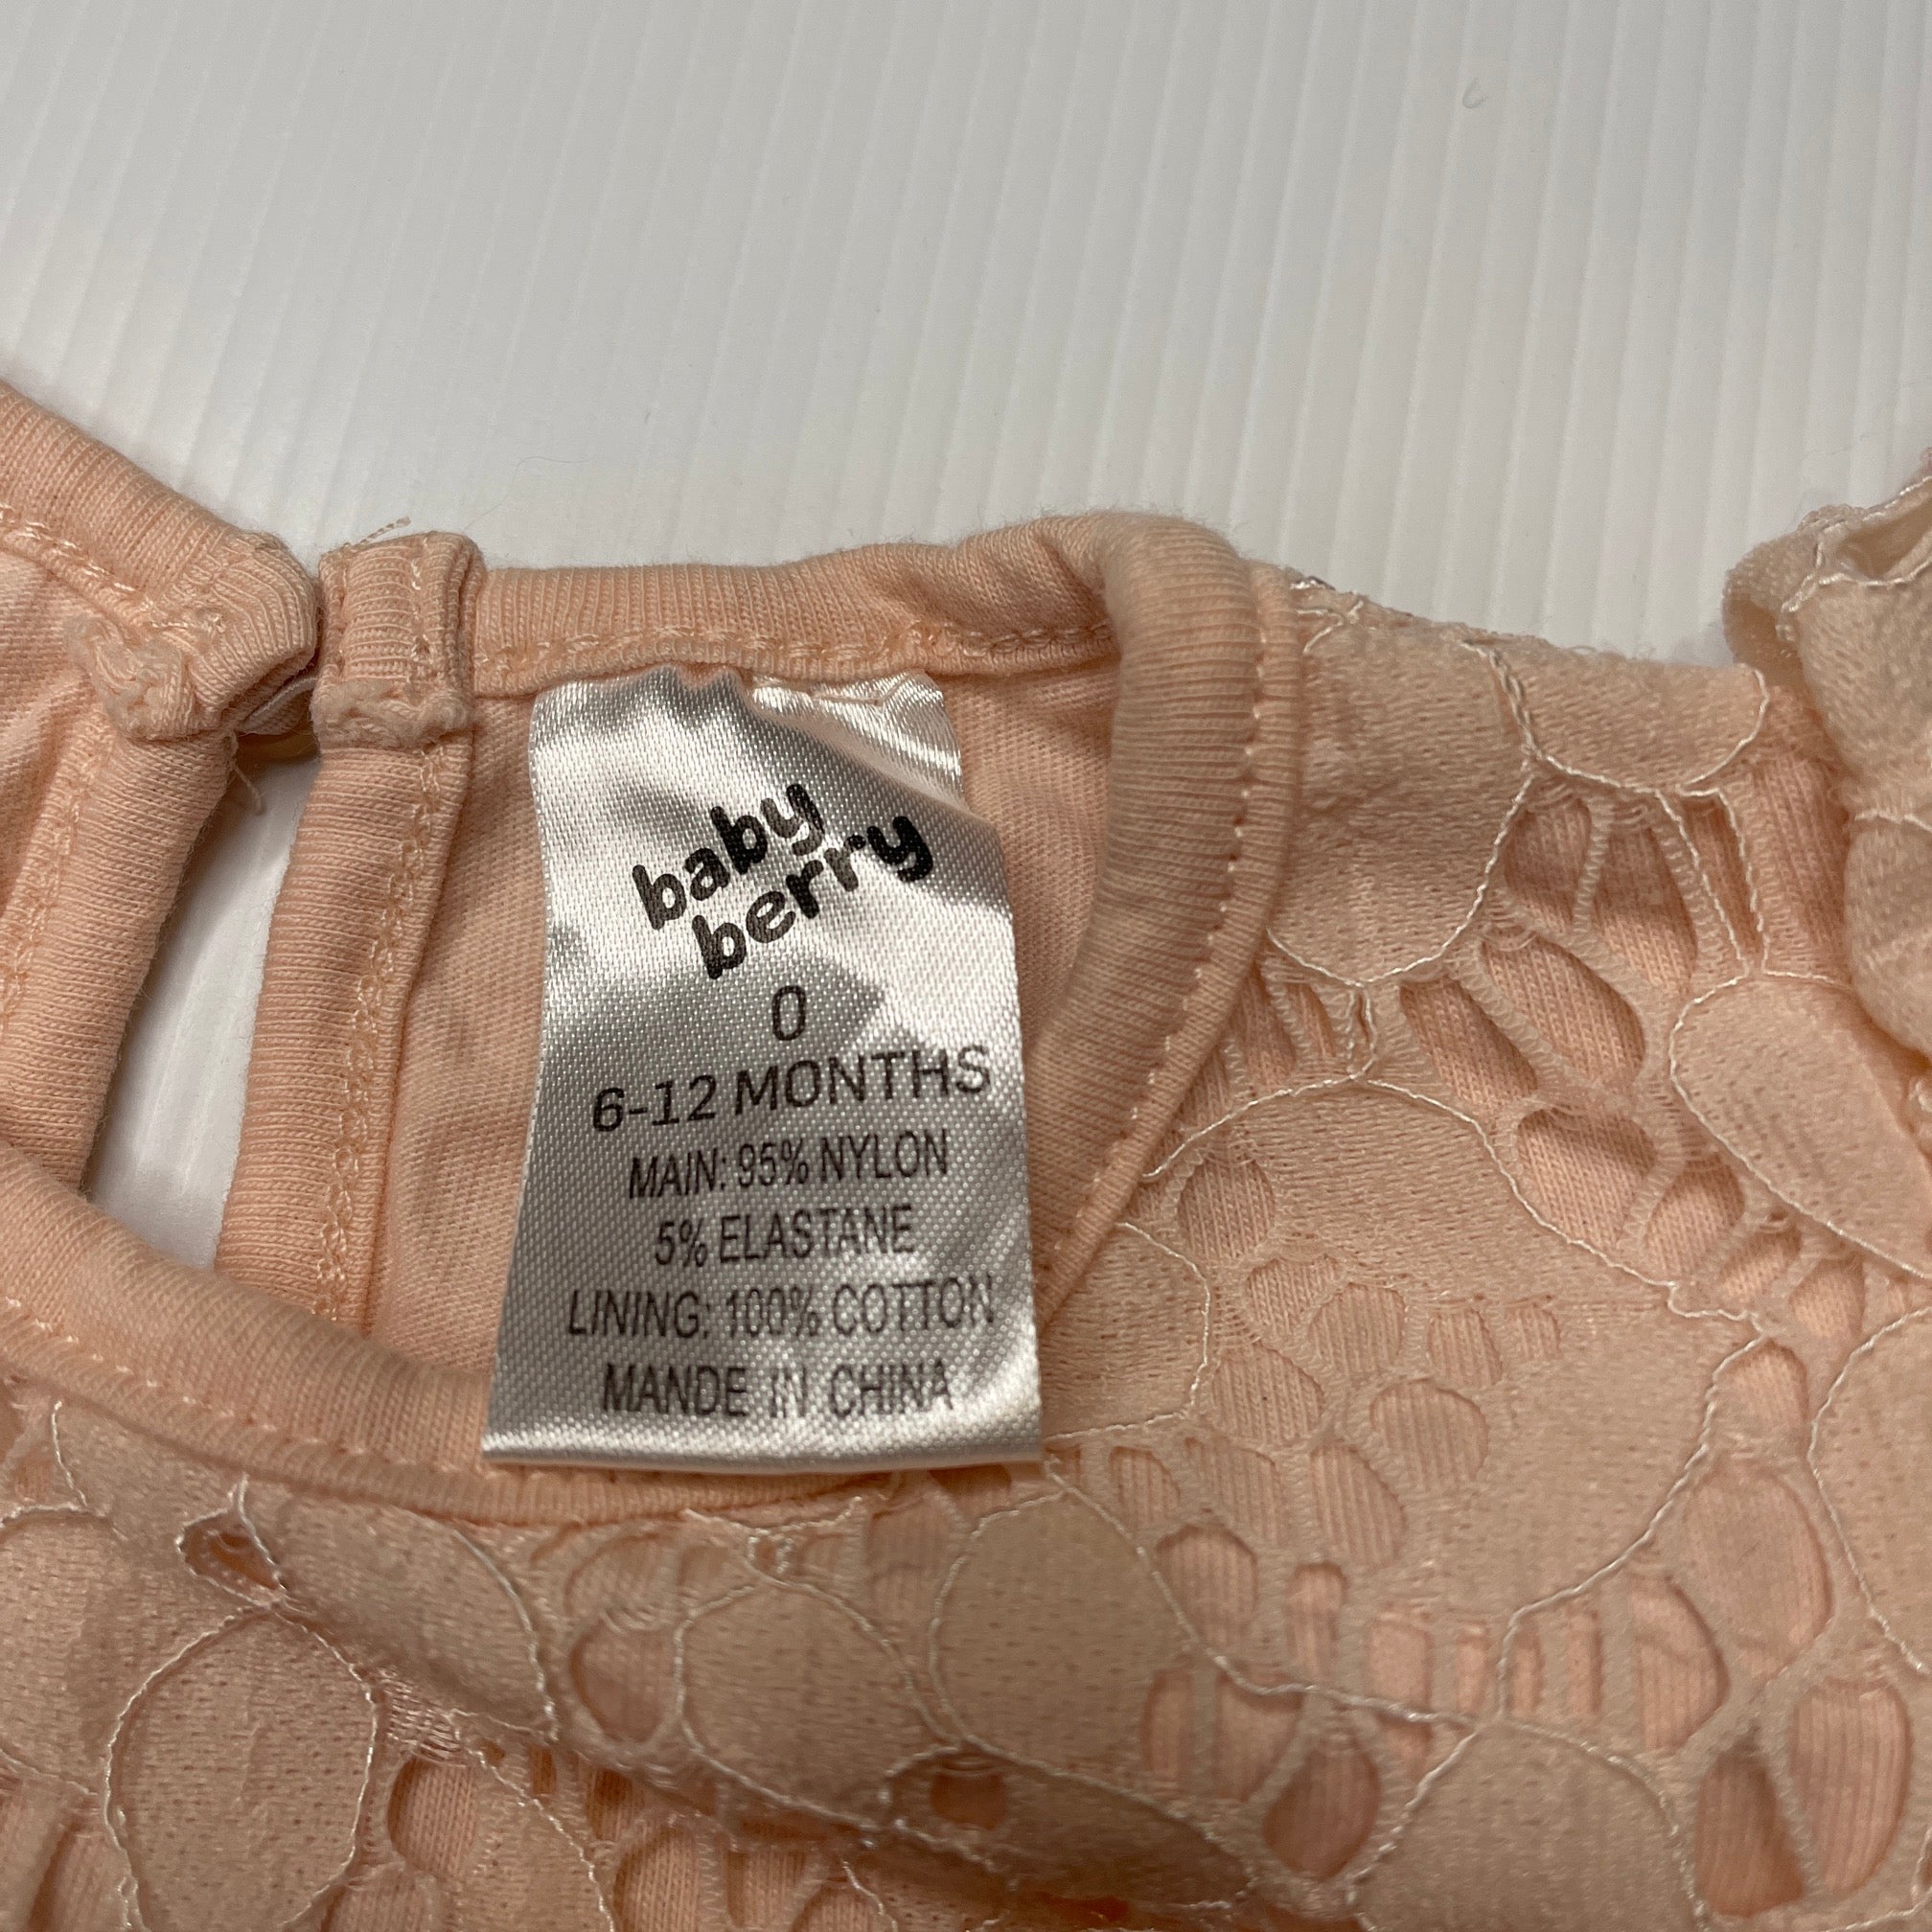 baby
berry
0
6-12 MONTHS
MAIN: 95% NYLON
5% ELASTANE
LINING: 100% COTTON
MANDE IN CHINA